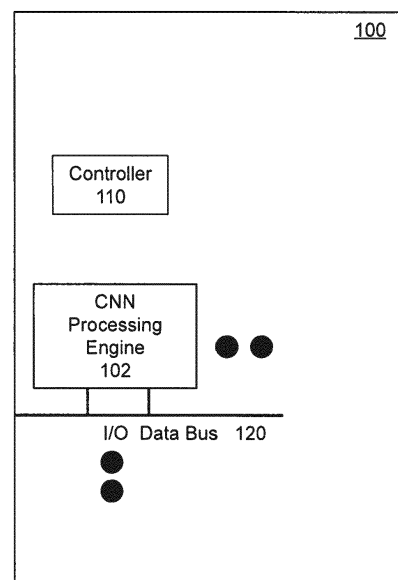 100
Controller
110
CNN
Processing
Engine
102
I/O Data Bus 120